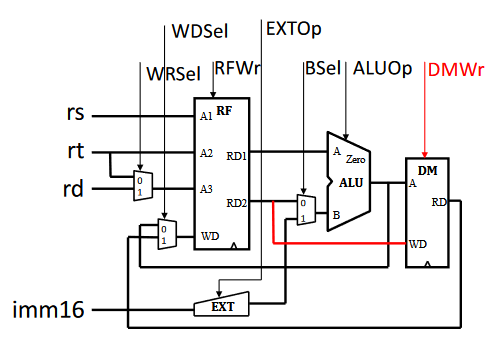 WDSel
EXTOp
WRSel
RFWr
BSel
ALUOp
DMWr
rs
A1
RF
rt
A2
RD1
A
Zero
DM
rd
0
1
A3
ALU
A
RD
RD2
0
1
B
0
1
WD
WD
imm16
EXT